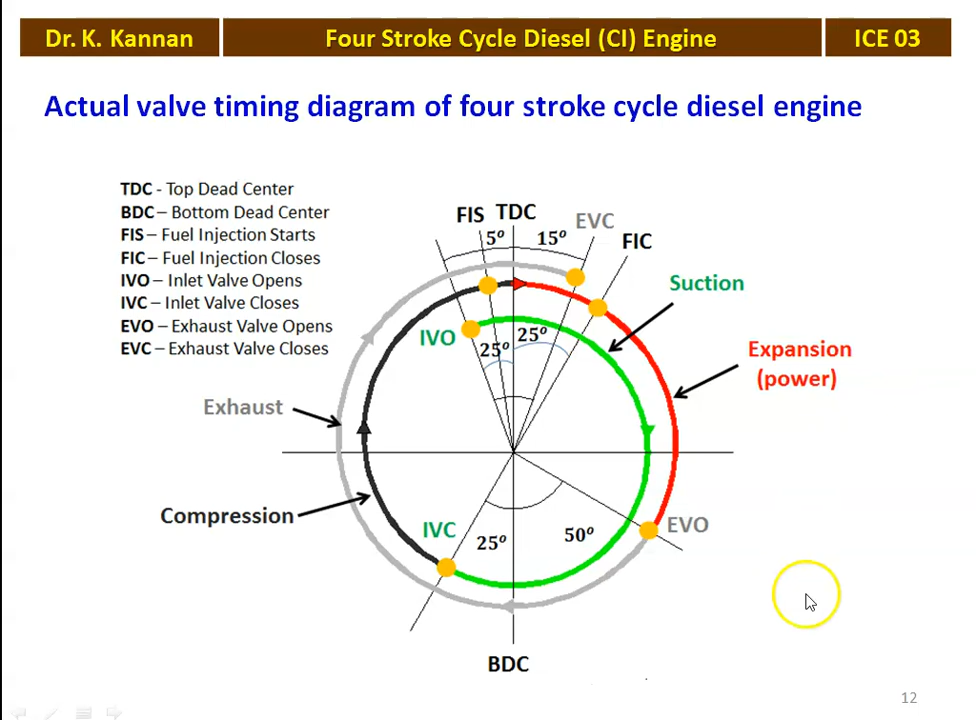 Dr. K. Kannan
Four Stroke Cycle Diesel (CI) Engine
ICE 03
Actual valve timing diagram of four stroke cycle diesel engine
TDC - Top Dead Center
BDC – Bottom Dead Center
FIS – Fuel Injection Starts
FIC – Fuel Injection Closes
IVO – Inlet Valve Opens
IVC – Inlet Valve Closes
EVO – Exhaust Valve Opens
EVC – Exhaust Valve Closes
FIS
TDC
EVC
5°
15°
FIC
Suction
IVO
25°
25°
Expansion
(power)
Exhaust
Compression
IVC
25°
50°
EVO
BDC
12